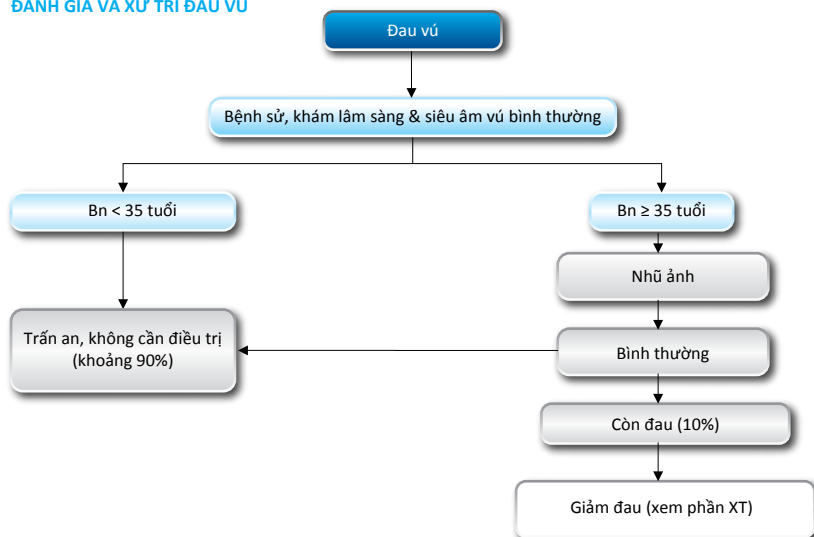 ĐÁNH GIÁ VÀ XỬ TRÍ ĐAU VÚ
Đau vú
Bệnh sử, khám lâm sàng & siêu âm vú bình thường
Bn < 35 tuổi
Bn ≥ 35 tuổi
Nhũ ảnh
Trấn an, không cần điều trị
(khoảng 90%)
Bình thường
Còn đau (10%)
Giảm đau (xem phần XT)